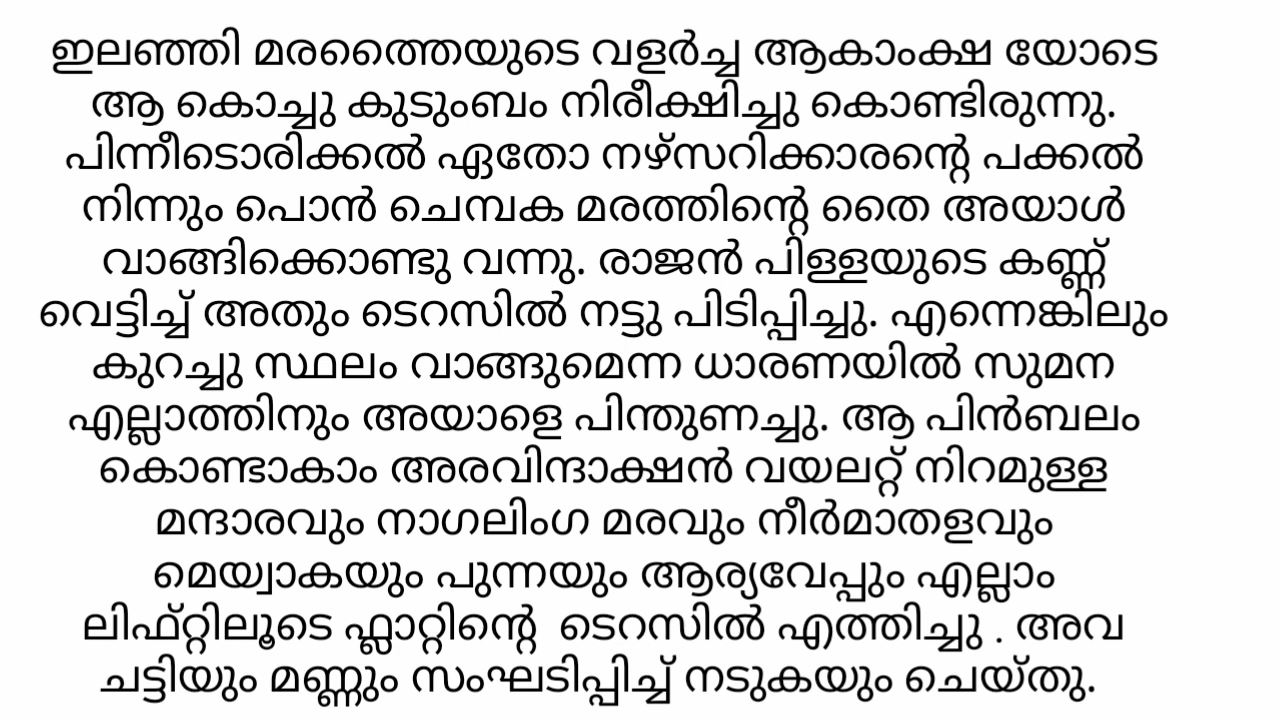 ഇലഞ്ഞി മരത്തൈയുടെ വളർച്ച ആകാംക്ഷ യോടെ
ആ കൊച്ചു കുടുംബം നിരീക്ഷിച്ചു കൊണ്ടിരുന്നു.
പിന്നീടൊരിക്കൽ ഏതോ നഴ്സറിക്കാരന്റെ പക്കൽ
നിന്നും പൊൻ ചെമ്പക മരത്തിന്റെ തൈ അയാൾ
വാങ്ങിക്കൊണ്ടു വന്നു. രാജൻ പിള്ളയുടെ കണ്ണ്
വെട്ടിച്ച് അതും ടെറസിൽ നട്ടു പിടിപ്പിച്ചു. എന്നെങ്കിലും
കുറച്ചു സ്ഥലം വാങ്ങുമെന്ന ധാരണയിൽ സുമന
എല്ലാത്തിനും അയാളെ പിന്തുണച്ചു. ആ പിൻബലം
കൊണ്ടാകാം അരവിന്ദാക്ഷൻ വയലറ്റ് നിറമുള്ള
മന്ദാരവും നാഗലിംഗ മരവും നീർമാതളവും
മെയ്വാകയും പുന്നയും ആര്യവേപ്പും എല്ലാം
ലിഫ്റ്റിലൂടെ ഫ്ലാറ്റിന്റെ  ടെറസിൽ എത്തിച്ചു . അവ
ചട്ടിയും മണ്ണും സംഘടിപ്പിച്ച് നടുകയും ചെയ്തു.